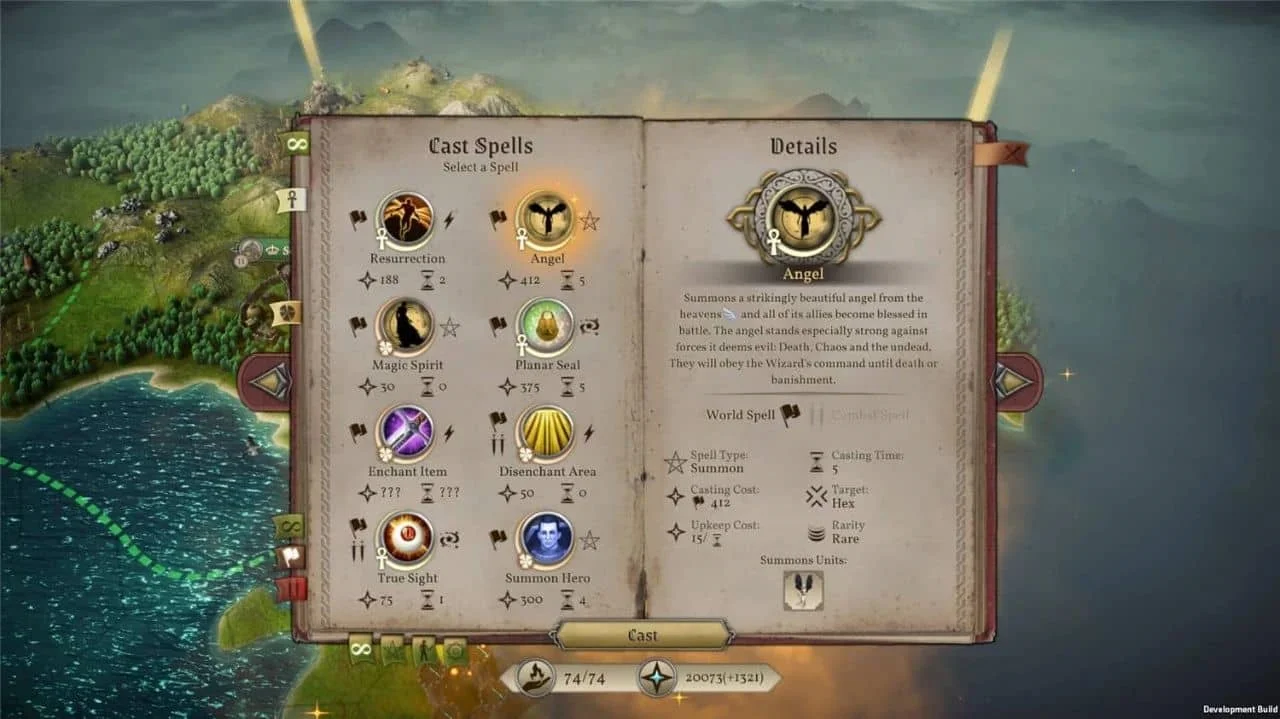 Cast Spells
Select a Spell
Resurrection
188 2
Angel
412 5
Magic Spirit
30 0
Planar Seal
375 5
Enchant Item
??? ???
Disenchant Area
50 0
True Sight
75 1
Summon Hero
300 4
Details
Angel
Summons a strikingly beautiful angel from the
heavens and all of its allies become blessed in
battle. The angel stands especially strong against
forces it deems evil: Death, Chaos and the undead.
They will obey the Wizard's command until death or
banishment.
World Spell Combat Spell
Spell Type:
Summon
Casting Time:
5
Casting Cost:
412
Target:
Hex
Upkeep Cost:
15/
Rarity
Rare
Summons Units:
Cast
74/74
20073(+1321)
Development Build